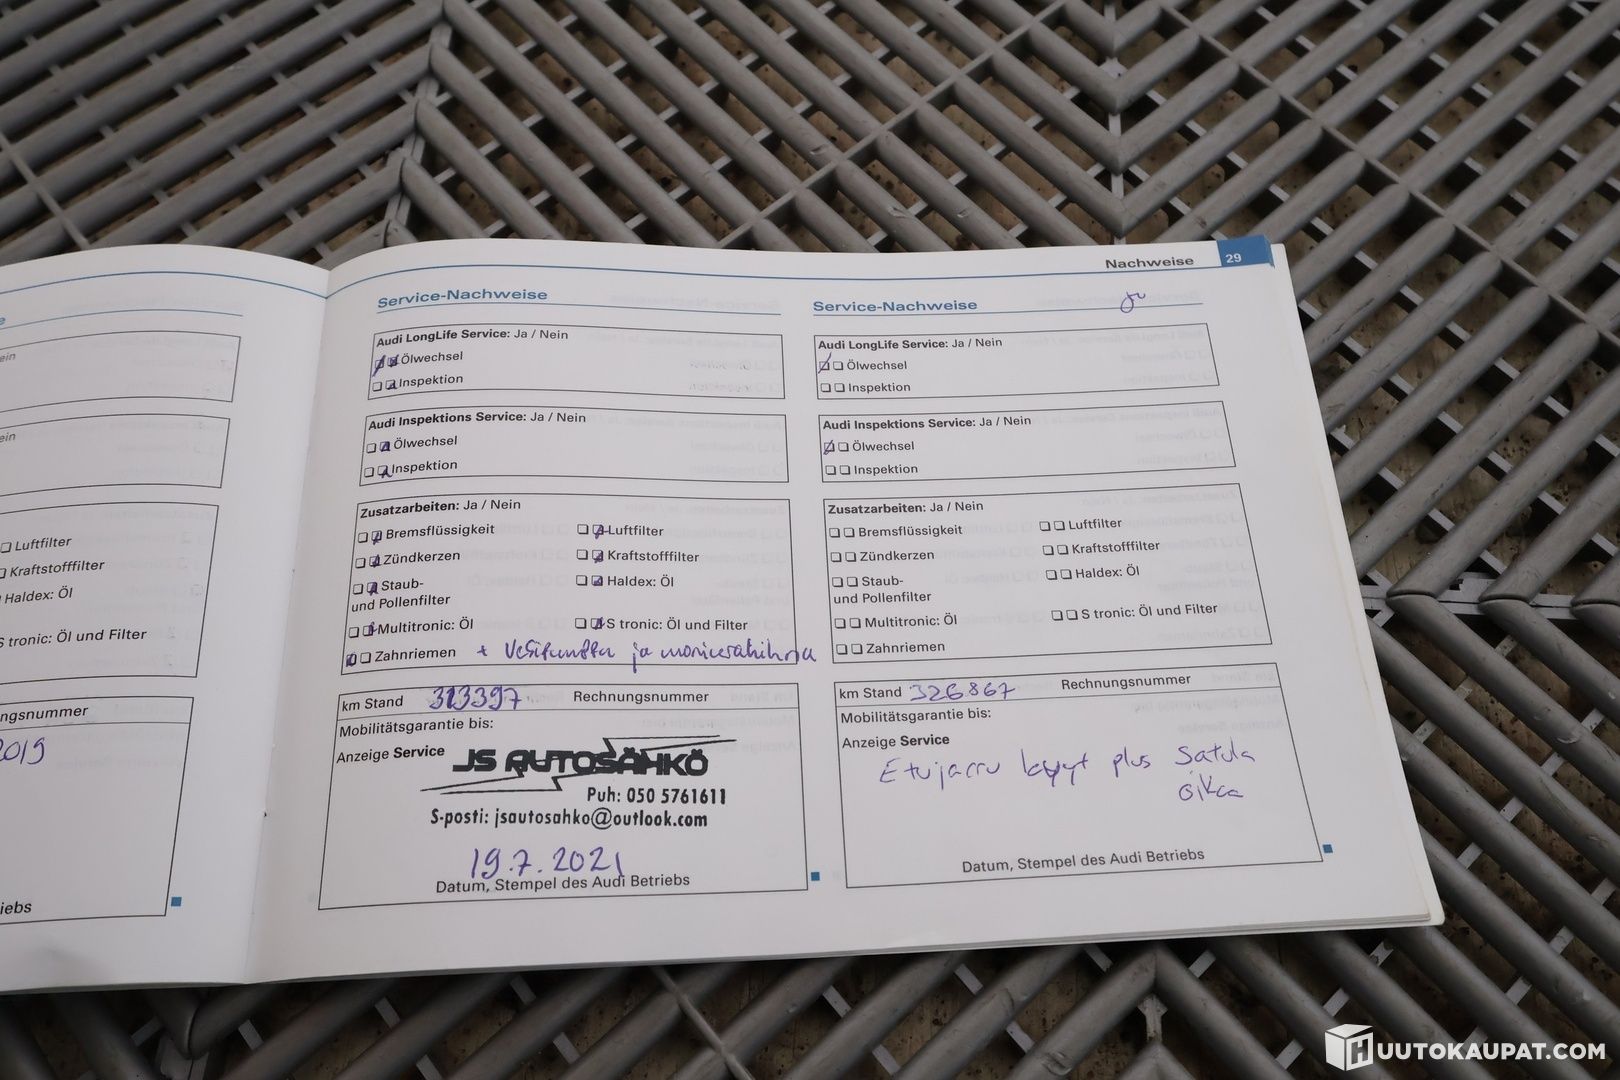 ein
ein
Luftfilter
Kraftstofffilter
Haldex: Öl
S tronic: Öl und Filter
ngsnummer
2019
iebs
Nachweise 29
Service-Nachweise
Audi LongLife Service: Ja / Nein
Ölwechsel
Inspektion
Audi Inspektions Service: Ja / Nein
Ölwechsel
Inspektion
Zusatzarbeiten: Ja / Nein
Bremsflüssigkeit Luftfilter
Zündkerzen Kraftstofffilter
Staub- Haldex: Öl
und Pollenfilter
Multitronic: Öl S tronic: Öl und Filter
Zahnriemen + Vesipumppu ja moniurahihna
km Stand 313397 Rechnungsnummer
Mobilitätsgarantie bis:
Anzeige Service
JS AUTOSÄHKÖ
Puh: 050 5761611
S-posti: jsautosahko@outlook.com
19.7.2021
Datum, Stempel des Audi Betriebs
Service-Nachweise
Audi LongLife Service: Ja / Nein
Ölwechsel
Inspektion
Audi Inspektions Service: Ja / Nein
Ölwechsel
Inspektion
Zusatzarbeiten: Ja / Nein
Bremsflüssigkeit Luftfilter
Zündkerzen Kraftstofffilter
Staub- Haldex: Öl
und Pollenfilter
Multitronic: Öl S tronic: Öl und Filter
Zahnriemen
km Stand 326867 Rechnungsnummer
Mobilitätsgarantie bis:
Anzeige Service
Etujarru plus Satula
oikea
Datum, Stempel des Audi Betriebs
HUUTOKAUPAT.COM